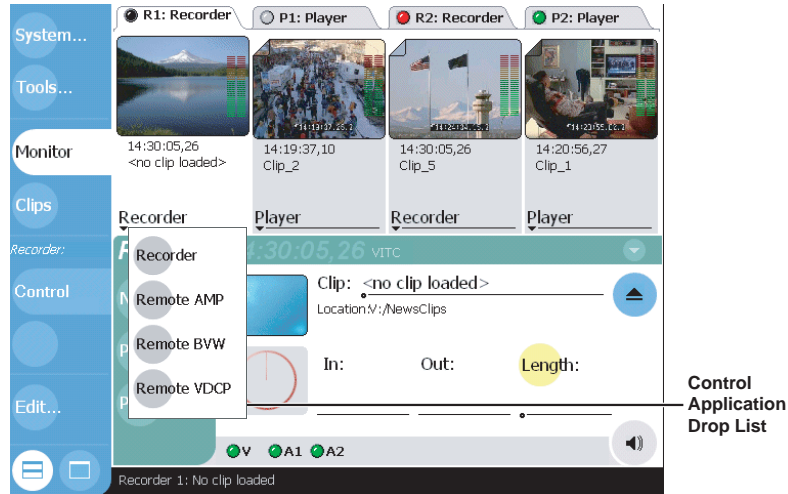 System...
Tools...
Monitor
Clips
Recorder:
Control
Edit...
R1: Recorder
P1: Player
R2: Recorder
P2: Player
14:30:05,26
<no clip loaded>
14:19:37,10
Clip_2
14:30:05,26
Clip_5
14:20:56,27
Clip_1
Recorder
Player
Recorder
Player
Recorder
Remote AMP
Remote BVW
Remote VDCP
4:30:05,26 VITC
Clip: <no clip loaded>
Location:V:/NewsClips
In:
Out:
Length:
V A1 A2
Recorder 1: No clip loaded
Control
Application
Drop List